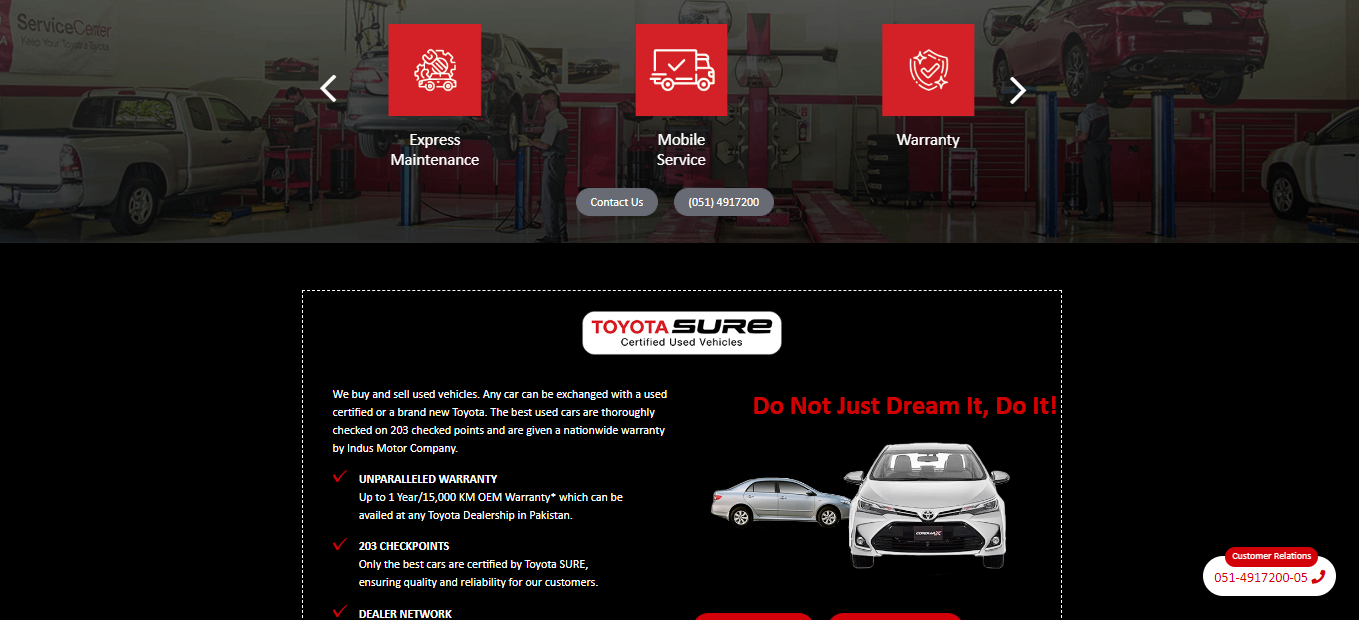 ServiceCenter
Keep Your Toyota a Toyota
Express
Maintenance
Mobile
Service
Warranty
Contact Us
(051) 4917200
TOYOTA SURE
Certified Used Vehicles
We buy and sell used vehicles. Any car can be exchanged with a used
certified or a brand new Toyota. The best used cars are thoroughly
checked on 203 checked points and are given a nationwide warranty
by Indus Motor Company.
UNPARALLELED WARRANTY
Up to 1 Year/15,000 KM OEM Warranty* which can be
availed at any Toyota Dealership in Pakistan.
203 CHECKPOINTS
Only the best cars are certified by Toyota SURE,
ensuring quality and reliability for our customers.
DEALER NETWORK
Do Not Just Dream It, Do It!
Customer Relations
051-4917200-05